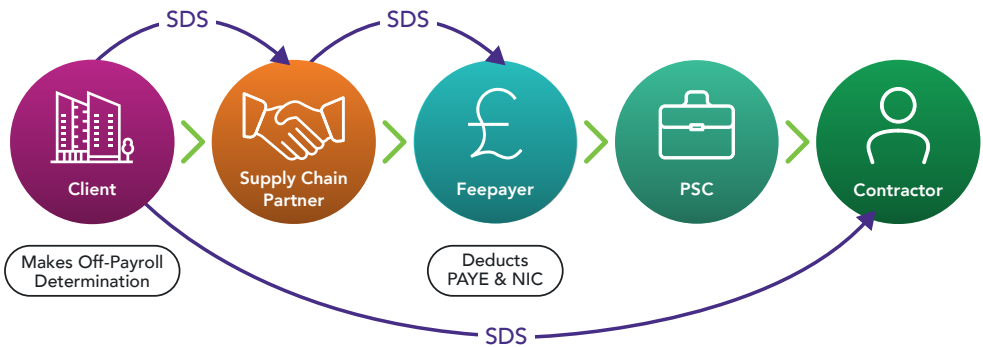 SDS
SDS
Client
Supply Chain
Partner
Feepayer
PSC
Contractor
Makes Off-Payroll
Determination
Deducts
PAYE & NIC
SDS